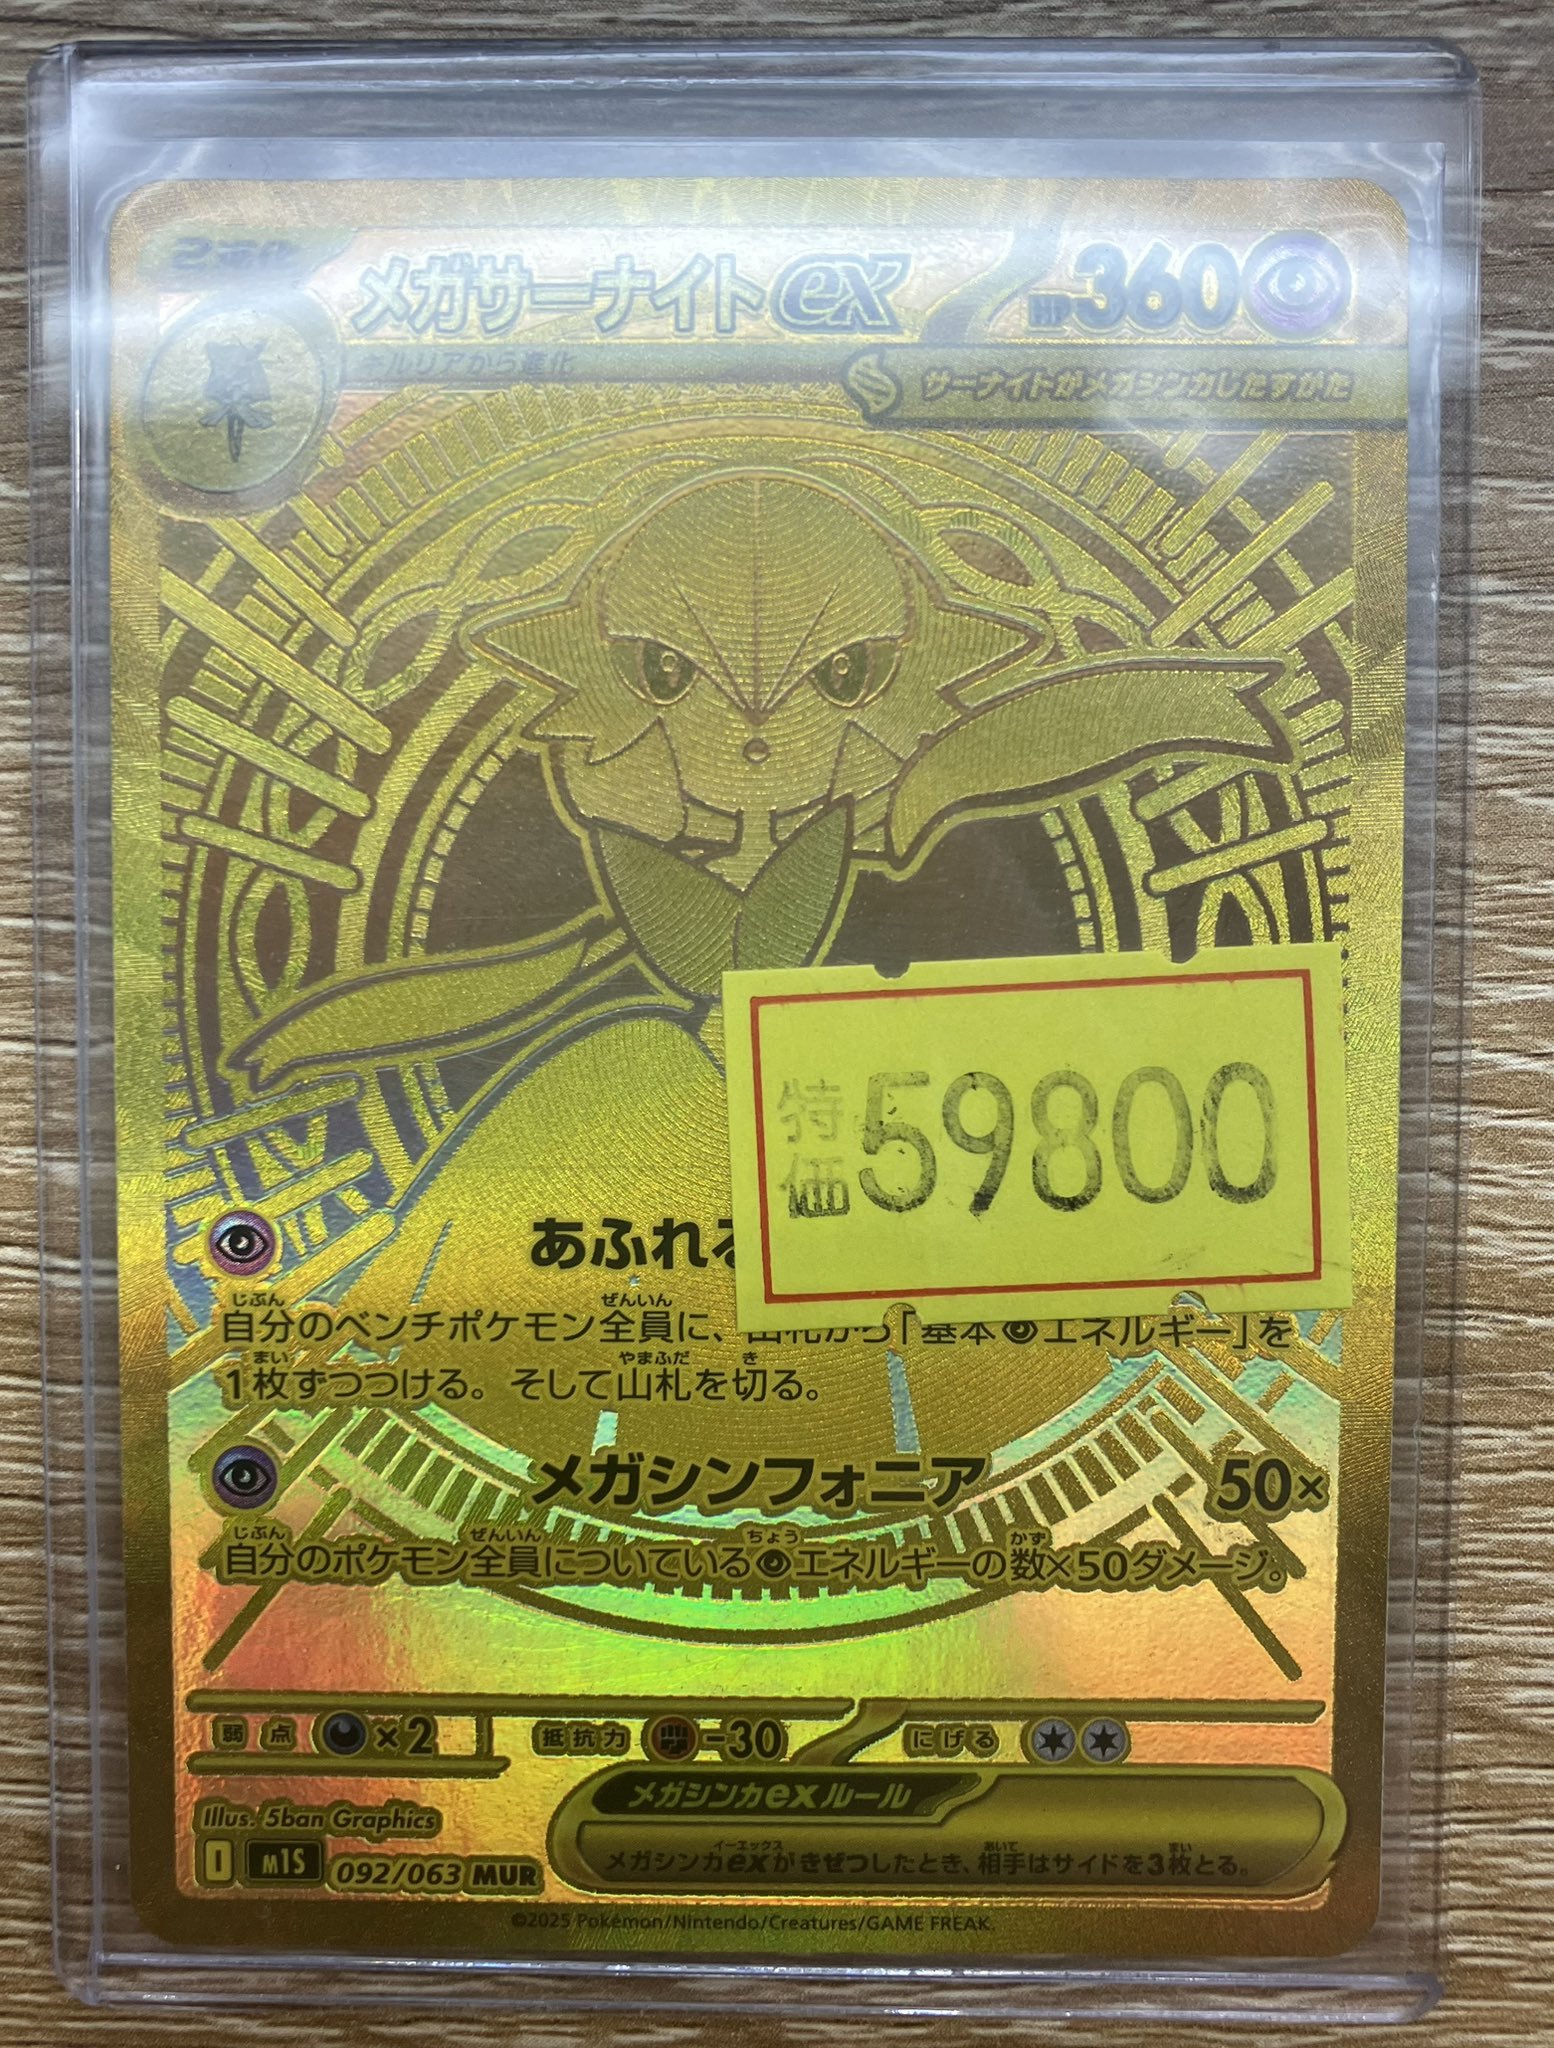 2進化
メガサーナイトex
HP360
キルリアから進化
サーナイトがメガシンカしたすがた
特価 59800
あふれる
じぶん ぜんいん
自分のベンチポケモン全員に、山札から「基本エネルギー」を
まい やまふだ き
1枚ずつつける。そして山札を切る。
メガシンフォニア 50×
じぶん ぜんいん ちょう かず
自分のポケモン全員についている超エネルギーの数×50ダメージ。
弱点 ×2 抵抗力 -30 にげる
メガシンカexルール
イーエックス あいて まい
メガシンカexがきぜつしたとき、相手はサイドを3枚とる。
Illus. 5ban Graphics
I M1S 092/063 MUR
©2025 Pokémon/Nintendo/Creatures/GAME FREAK.